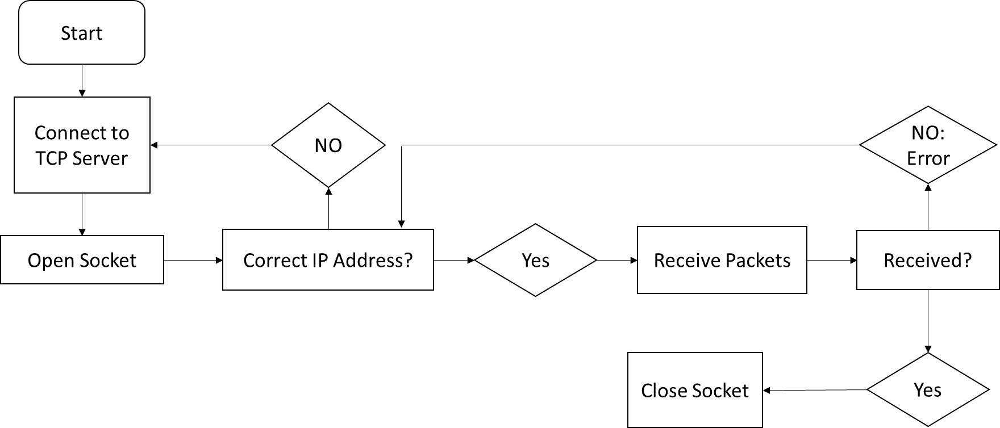 Start
Connect to
TCP Server
NO
NO:
Error
Open Socket
Correct IP Address?
Yes
Receive Packets
Received?
Close Socket
Yes